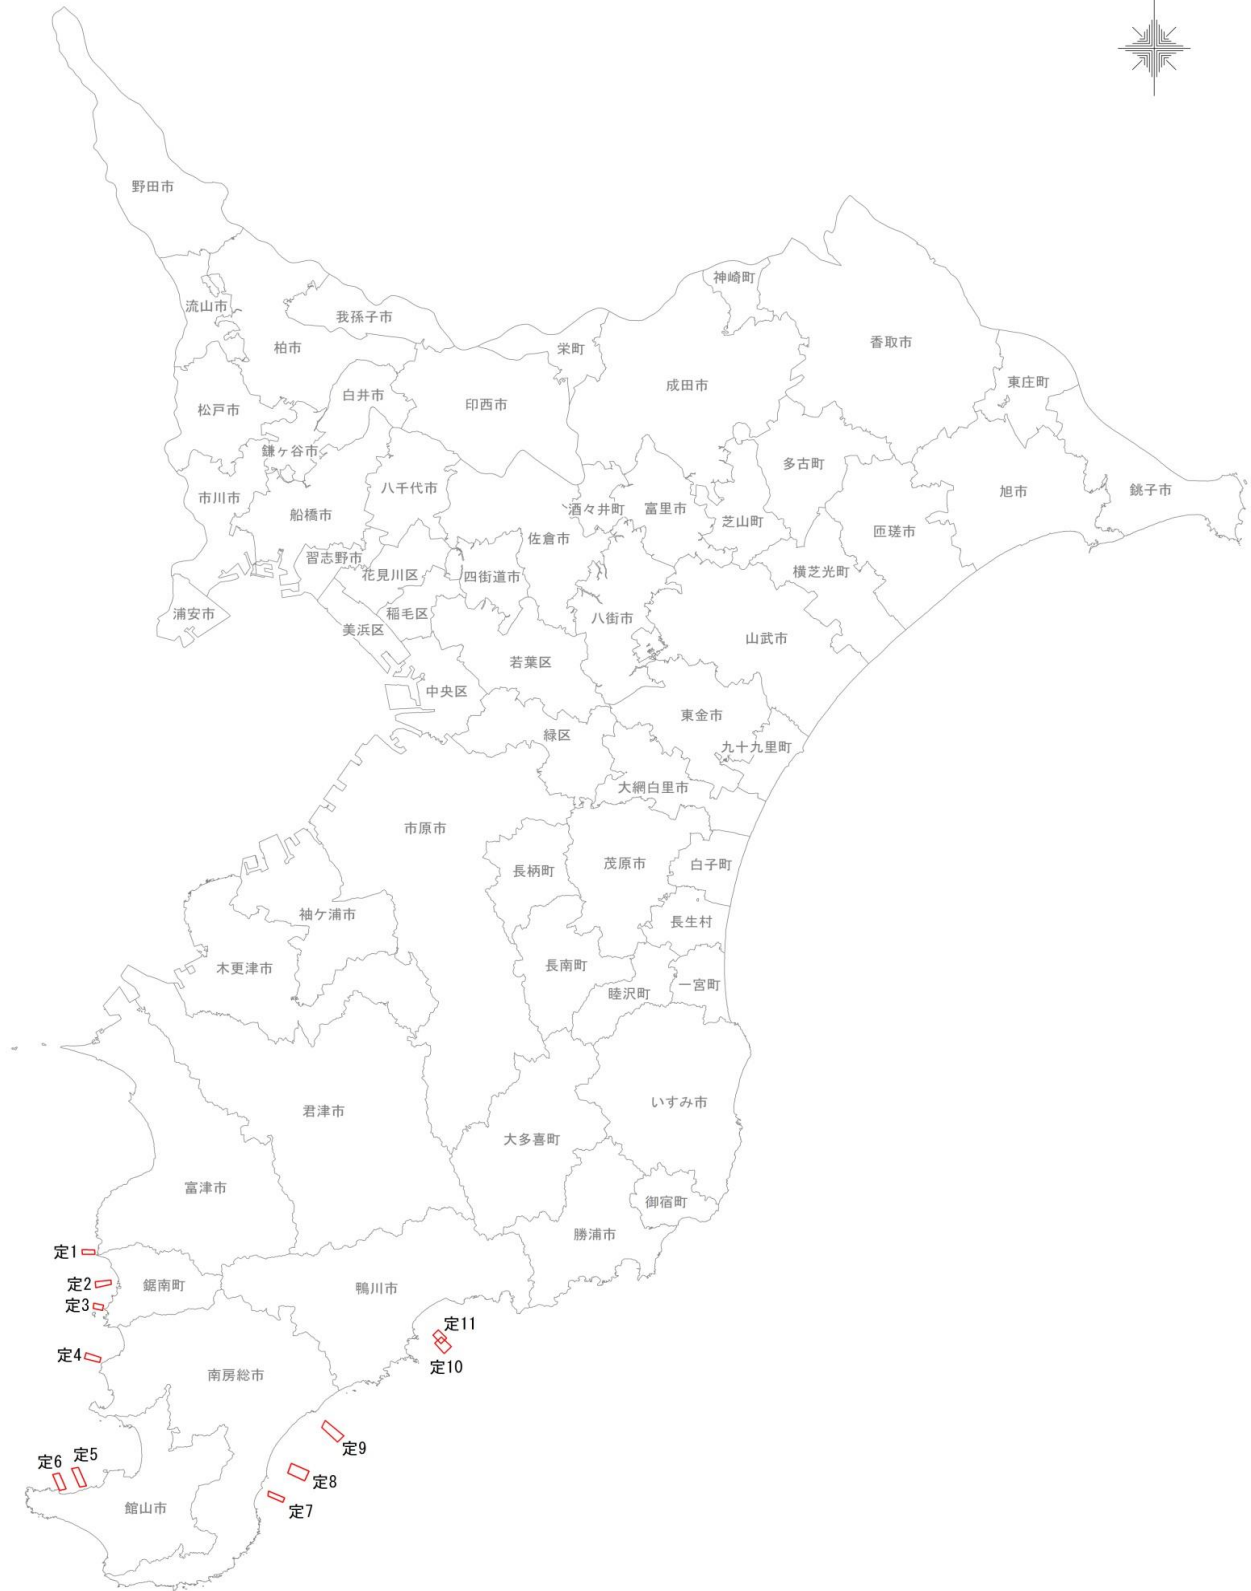 野田市
流山市
我孫子市
柏市
神崎町
栄町
香取市
成田市
東庄町
白井市
印西市
松戸市
鎌ヶ谷市
多古町
市川市
八千代市
船橋市
酒々井町
富里市
芝山町
旭市
銚子市
匝瑳市
佐倉市
習志野市
花見川区
四街道市
横芝光町
浦安市
稲毛区
美浜区
八街市
山武市
若葉区
中央区
東金市
緑区
九十九里町
大網白里市
市原市
長柄町
茂原市
白子町
袖ケ浦市
長生村
木更津市
長南町
睦沢町
一宮町
君津市
いすみ市
大多喜町
富津市
御宿町
勝浦市
定1
定2
鋸南町
鴨川市
定3
定11
定4
定10
南房総市
定9
定6
定5
定8
館山市
定7